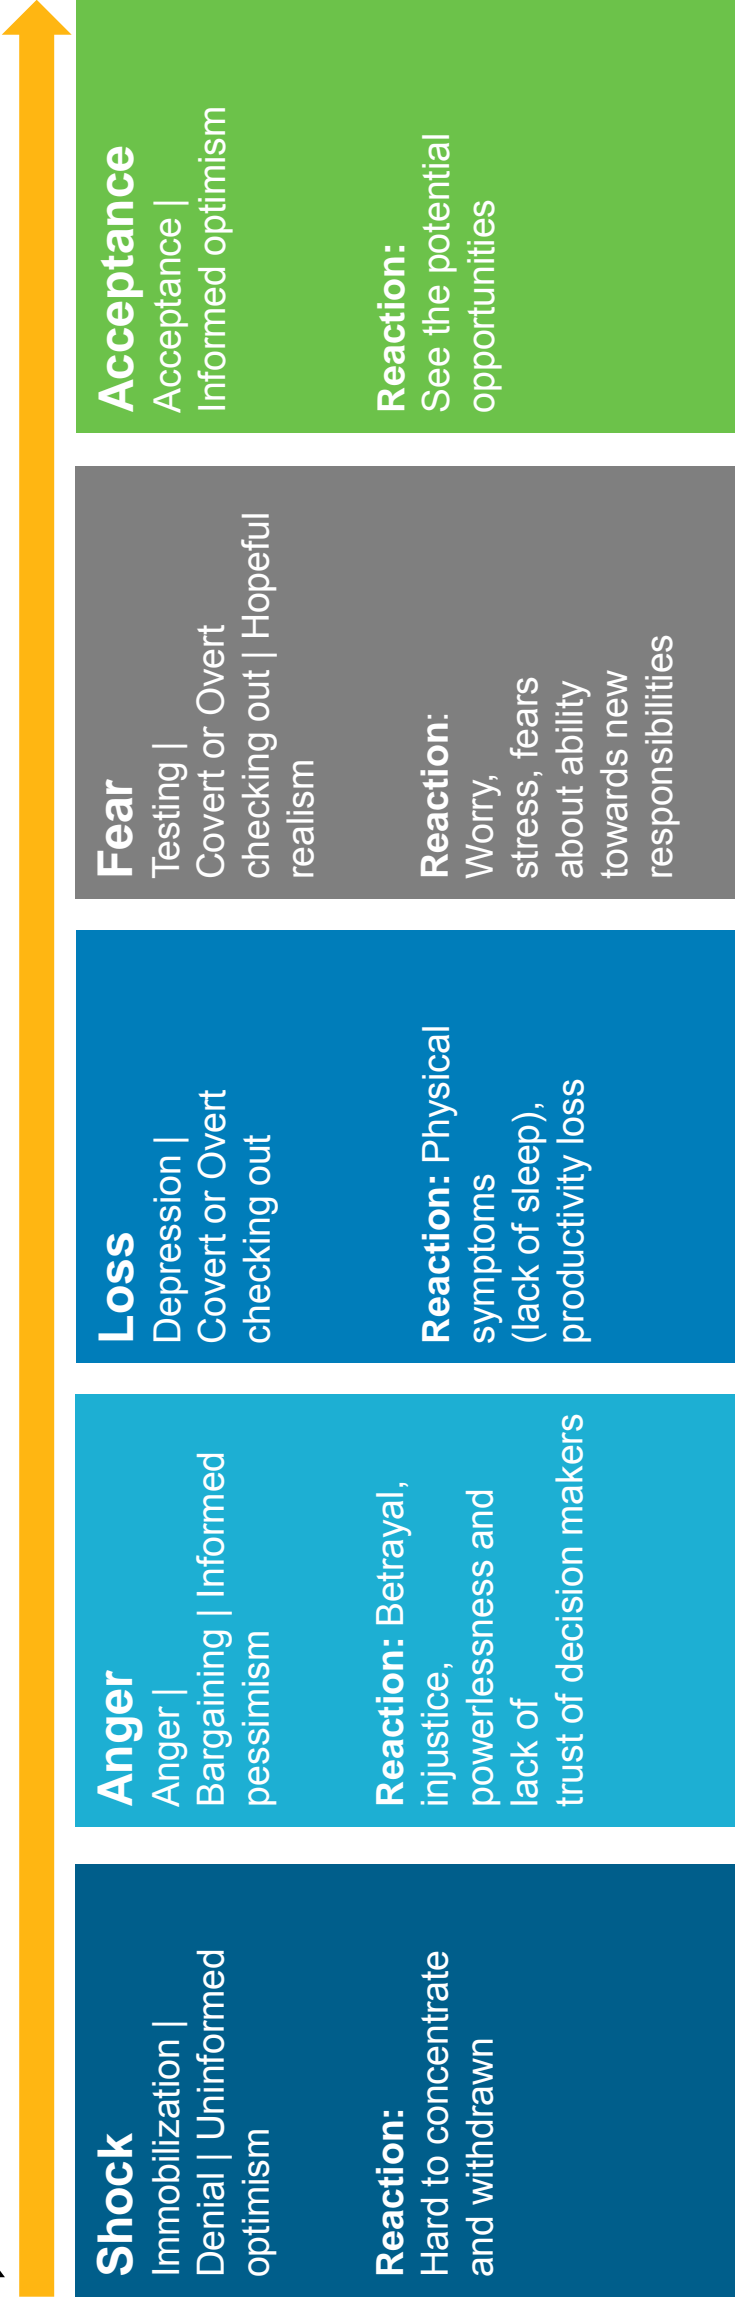 Shock
Immobilization |
Denial | Uninformed
optimism
Reaction:
Hard to concentrate
and withdrawn
Anger
Anger |
Bargaining | Informed
pessimism
Reaction: Betrayal,
injustice,
powerlessness and
lack of
trust of decision makers
Loss
Depression |
Covert or Overt
checking out
Reaction: Physical
symptoms
(lack of sleep),
productivity loss
Fear
Testing |
Covert or Overt
checking out | Hopeful
realism
Reaction:
Worry,
stress, fears
about ability
towards new
responsibilities
Acceptance
Acceptance |
Informed optimism
Reaction:
See the potential
opportunities